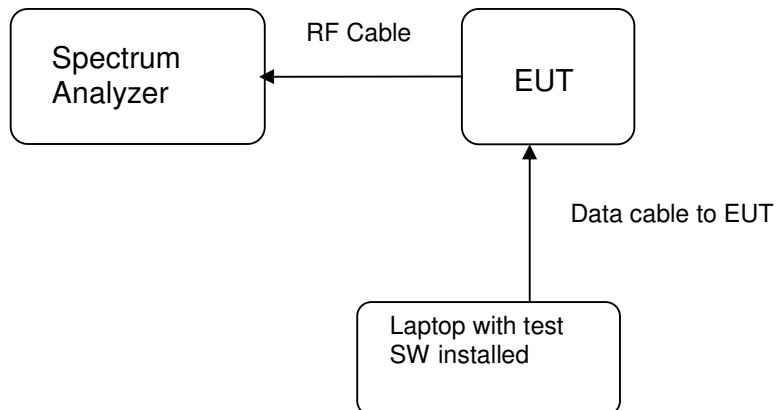 RF Cable
Spectrum
Analyzer
EUT
Data cable to EUT
Laptop with test
SW installed